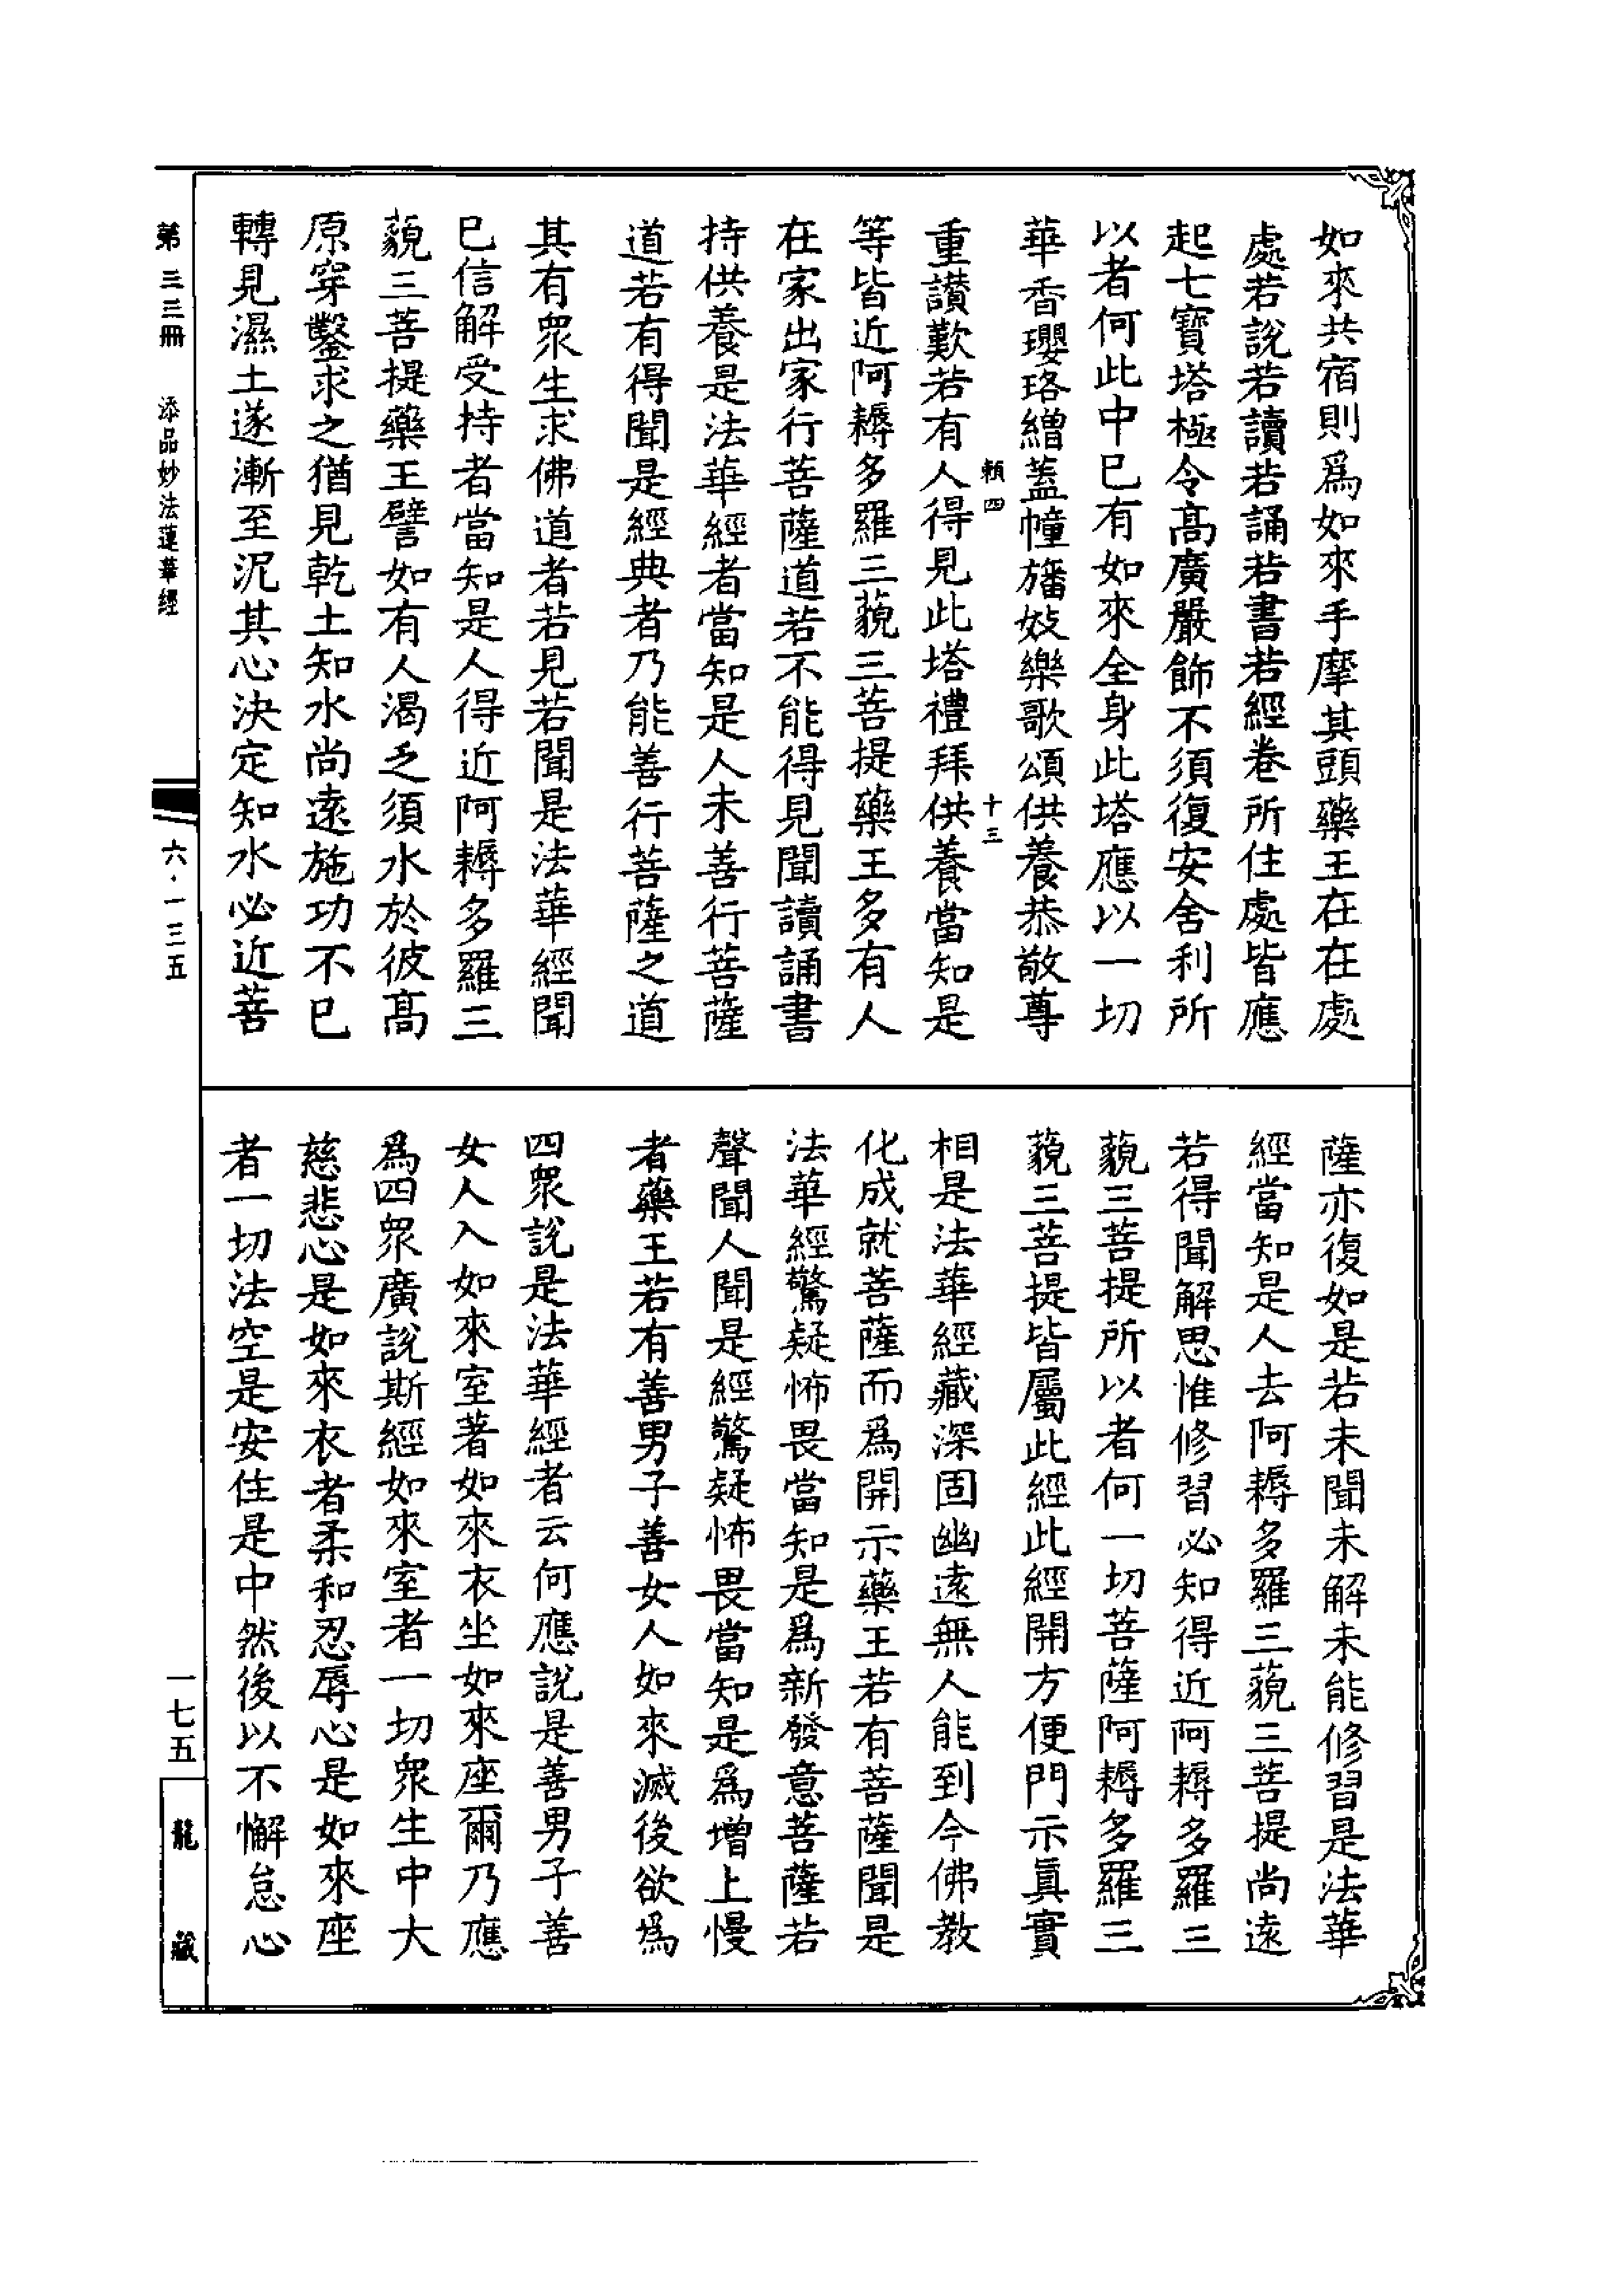 如來共宿則爲如來手摩其頭藥王在在處
處若說若讀若誦若書若經卷所住處皆應
起七寶塔極令高廣嚴飾不須復安舍利所
以者何此中已有如來全身此塔應以一切
華香瓔珞繒蓋幢旛妓樂歌頌供養恭敬尊
頼四
十三
重讃歎若有人得見此塔禮拜供養當知是
等皆近阿耨多羅三藐三菩提藥王多有人
在家出家行菩薩道若不能得見聞讀誦書
持供養是法華經者當知是人未善行菩薩
道若有得聞是經典者乃能善行菩薩之道
其有眾生求佛道者若見若聞是法華經聞
已信解受持者當知是人得近阿耨多羅三
藐三菩提藥王譬如有人渴乏須水於彼高
原穿鑿求之猶見乾土知水尚遠施功不已
轉見濕土遂漸至泥其心決定知水必近菩
薩亦復如是若未聞未解未能修習是法華
經當知是人去阿耨多羅三藐三菩提尚遠
若得聞解思惟修習必知得近阿耨多羅三
藐三菩提所以者何一切菩薩阿耨多羅三
藐三菩提皆屬此經此經開方便門示眞實
相是法華經藏深固幽遠無人能到今佛教
化成就菩薩而爲開示藥王若有菩薩聞是
法華經驚疑怖畏當知是爲新發意菩薩若
聲聞人聞是經驚疑怖畏當知是爲增上慢
者藥王若有善男子善女人如來滅後欲爲
四眾說是法華經者云何應說是善男子善
女人入如來室著如來衣坐如來座爾乃應
爲四眾廣說斯經如來室者一切眾生中大
慈悲心是如來衣者柔和忍辱心是如來座
者一切法空是安住是中然後以不懈怠心
第三三冊 添品妙法蓮華經
六·一三五
一七五
龍藏